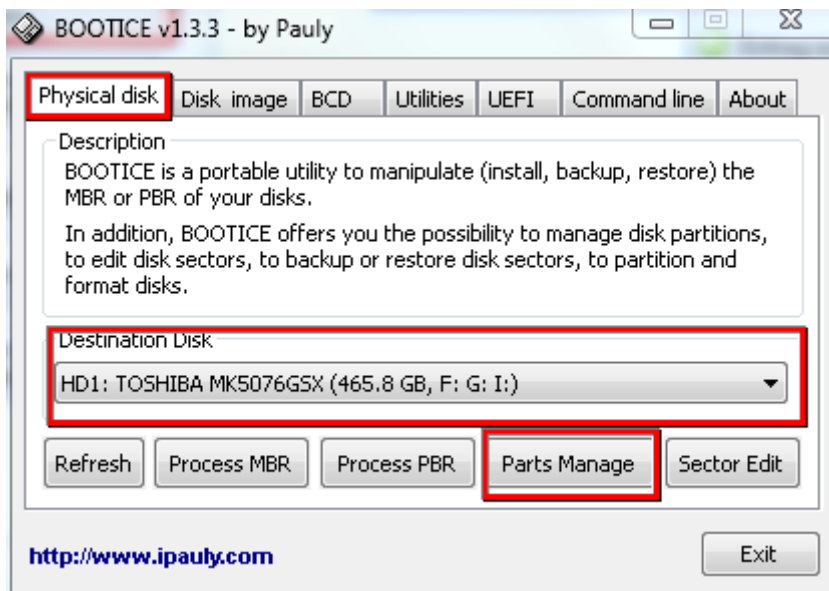 BOOTICE v1.3.3 - by Pauly
Physical disk Disk image BCD Utilities UEFI Command line About
Description
BOOTICE is a portable utility to manipulate (install, backup, restore) the
MBR or PBR of your disks.
In addition, BOOTICE offers you the possibility to manage disk partitions,
to edit disk sectors, to backup or restore disk sectors, to partition and
format disks.
Destination Disk
HD1: TOSHIBA MK5076GSX (465.8 GB, F: G: I:)
Refresh Process MBR Process PBR Parts Manage Sector Edit
http://www.ipauly.com Exit